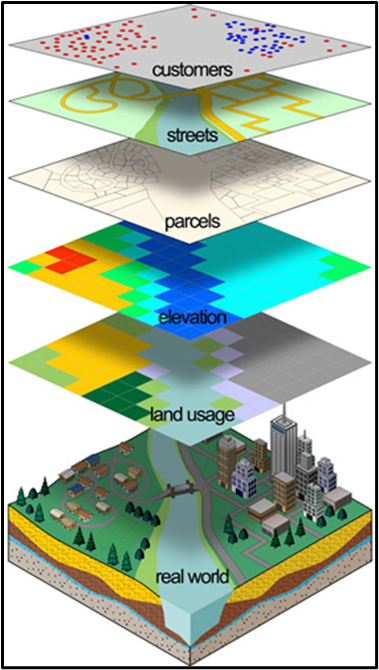 customers
streets
parcels
elevation
land usage
real world